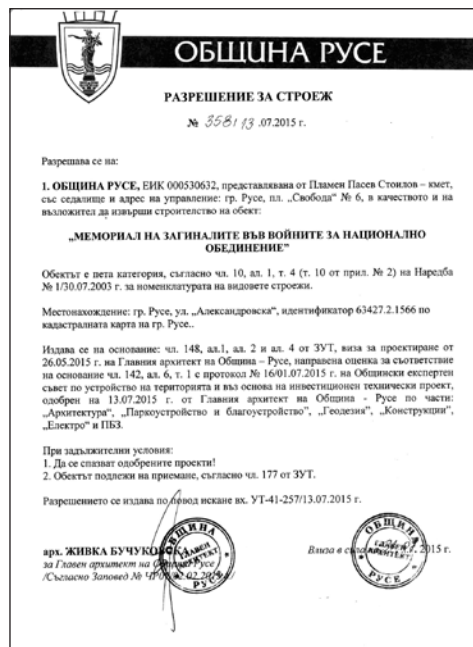 ОБЩИНА РУСЕ
РАЗРЕШЕНИЕ ЗА СТРОЕЖ
№ 358/13.07.2015 г.
Разрешава се на:
1. ОБЩИНА РУСЕ, ЕИК 000530632, представлявана от Пламен Пасев Стоилов – кмет,
със седалище и адрес на управление: гр. Русе, пл. „Свобода" № 6, в качеството и на
възложител да извърши строителство на обект:
„МЕМОРИАЛ НА ЗАГИНАЛИТЕ ВЪВ ВОЙНИТЕ ЗА НАЦИОНАЛНО
ОБЕДИНЕНИЕ"
Обектът е пета категория, съгласно чл. 10, ал. 1, т. 4 (т. 10 от прил. № 2) на Наредба
№ 1/30.07.2003 г. за номенклатурата на видовете строежи.
Местонахождение: гр. Русе, ул. „Александровска", идентификатор 63427.2.1566 по
кадастралната карта на гр. Русе..
Издава се на основание: чл. 148, ал.1, ал. 2 и ал. 4 от ЗУТ, виза за проектиране от
26.05.2015 г. на Главния архитект на Община – Русе, направена оценка за съответствие
на основание чл. 142, ал. 6, т. 1 с протокол № 16/01.07.2015 г. на Общински експертен
съвет по устройство на територията и въз основа на инвестиционен технически проект,
одобрен на 13.07.2015 г. от Главния архитект на Община - Русе по части:
„Архитектура", „Паркоустройство и благоустройство", „Геодезия", „Конструкции",
„Електро" и ПБЗ.
При задължителни условия:
1. Да се спазват одобрените проекти!
2. Обектът подлежи на приемане, съгласно чл. 177 от ЗУТ.
Разрешението се издава по повод искане вх. УТ-41-257/13.07.2015 г.
арх. ЖИВКА БУЧУКОВСКА
за Главен архитект на Община Русе
/Съгласно Заповед №
Влиза в сила 2015 г.
ОБЩИНА
ГЛАВЕН
АРХИТЕКТ
РУСЕ
ОБЩИНА
ГЛАВЕН
АРХИТЕКТ
РУСЕ